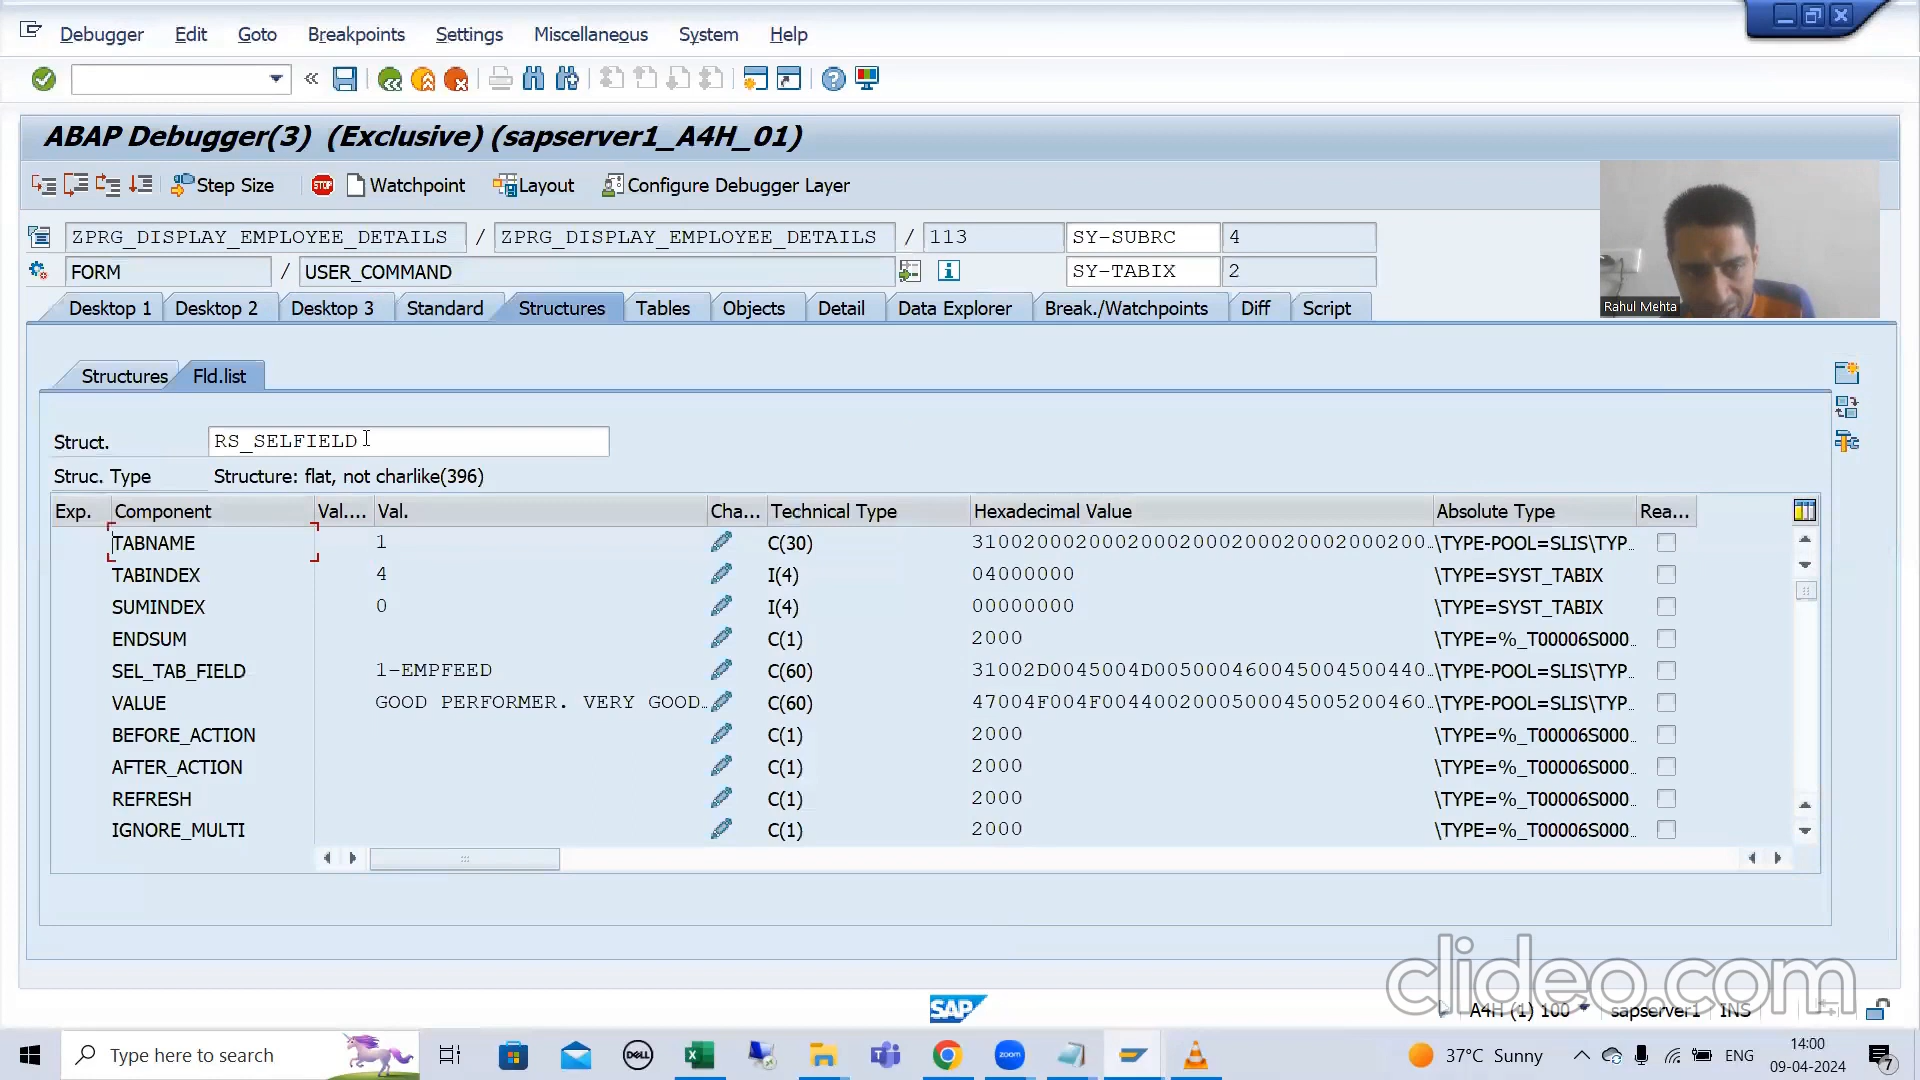 Debugger Edit Goto Breakpoints Settings Miscellaneous System Help
ABAP Debugger(3) (Exclusive) (sapserver1_A4H_01)
Step Size STOP Watchpoint Layout Configure Debugger Layer
ZPRG_DISPLAY_EMPLOYEE_DETAILS / ZPRG_DISPLAY_EMPLOYEE_DETAILS / 113 SY-SUBRC 4
FORM / USER_COMMAND SY-TABIX 2
Rahul Mehta
Desktop 1 Desktop 2 Desktop 3 Standard Structures Tables Objects Detail Data Explorer Break./Watchpoints Diff Script
Structures Fld.list
Struct. RS_SELFIELD
Struc. Type Structure: flat, not charlike(396)
Exp. Component Val.... Val. Cha... Technical Type Hexadecimal Value Absolute Type Rea...
TABNAME 1 C(30) 310020002000200020002000200020002000200... \TYPE-POOL=SLIS\TYP...
TABINDEX 4 I(4) 04000000 \TYPE=SYST_TABIX
SUMINDEX 0 I(4) 00000000 \TYPE=SYST_TABIX
ENDSUM C(1) 2000 \TYPE=%_T00006S000...
SEL_TAB_FIELD 1-EMPFEED C(60) 31002D0045004D005000460045004500440... \TYPE-POOL=SLIS\TYP...
VALUE GOOD PERFORMER. VERY GOOD... C(60) 47004F004F0044002000500045005200460... \TYPE-POOL=SLIS\TYP...
BEFORE_ACTION C(1) 2000 \TYPE=%_T00006S000...
AFTER_ACTION C(1) 2000 \TYPE=%_T00006S000...
REFRESH C(1) 2000 \TYPE=%_T00006S000...
IGNORE_MULTI C(1) 2000 \TYPE=%_T00006S000...
clideo.com
SAP
A4H (1) 100 sapserver1 INS
Type here to search DELL zoom 37°C Sunny ENG 14:00
09-04-2024 7